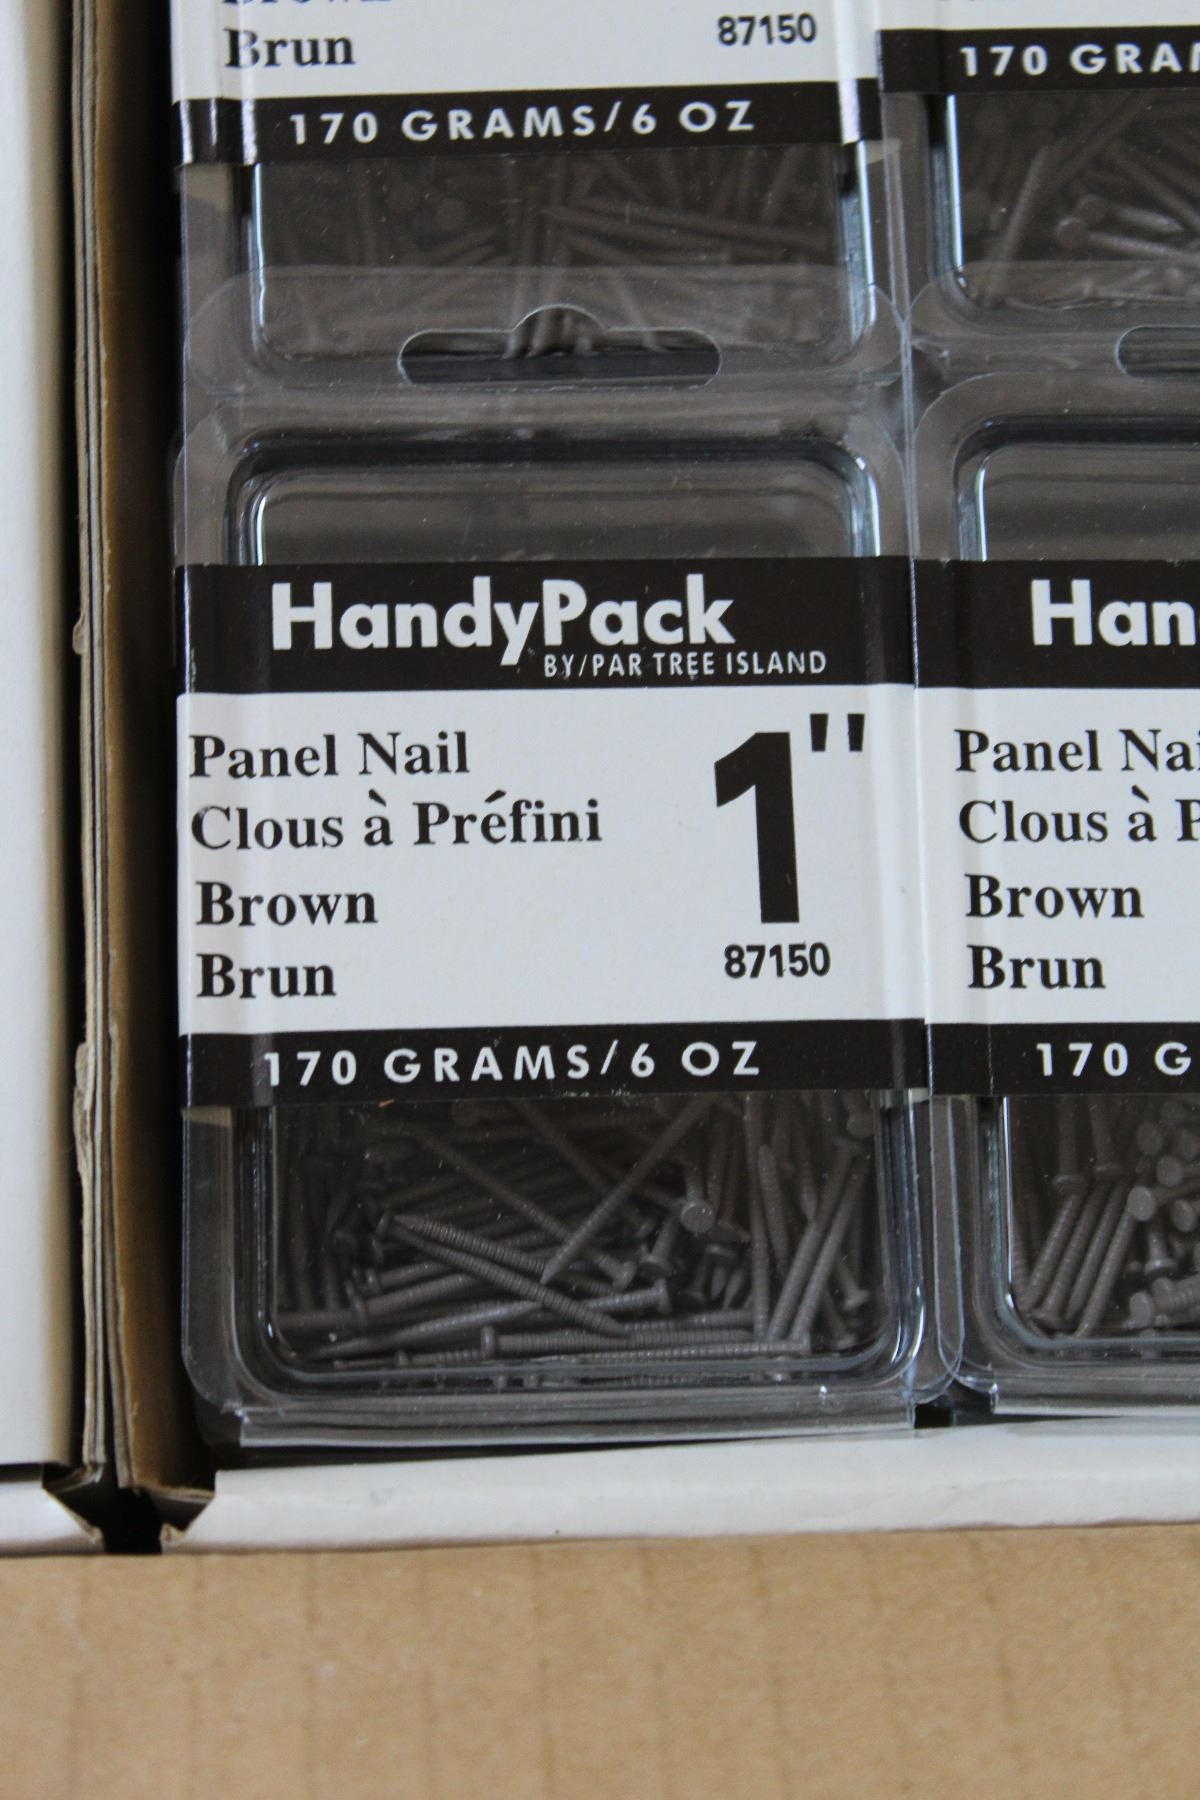 Brown
Brun
87150
170 GRAMS/6 OZ
170 GRAM
HandyPack
BY/PAR TREE ISLAND
Panel Nail
Clous à Préfini
Brown
Brun
1"
87150
170 GRAMS/6 OZ
Han
Panel Nai
Clous à P
Brown
Brun
170 G